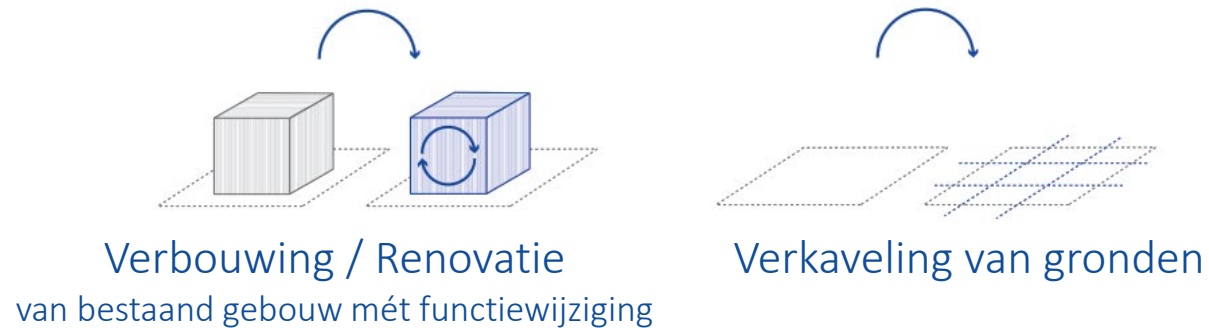 Verbouwing / Renovatie
van bestaand gebouw mét functiewijziging
Verkaveling van gronden